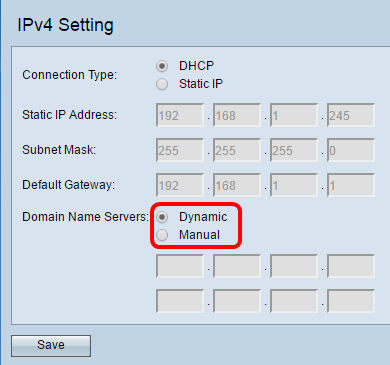 IPv4 Setting
Connection Type: DHCP
Static IP
Static IP Address: 192 . 168 . 1 . 245
Subnet Mask: 255 . 255 . 255 . 0
Default Gateway: 192 . 168 . 1 . 1
Domain Name Servers: Dynamic
Manual
. . .
. . .
Save